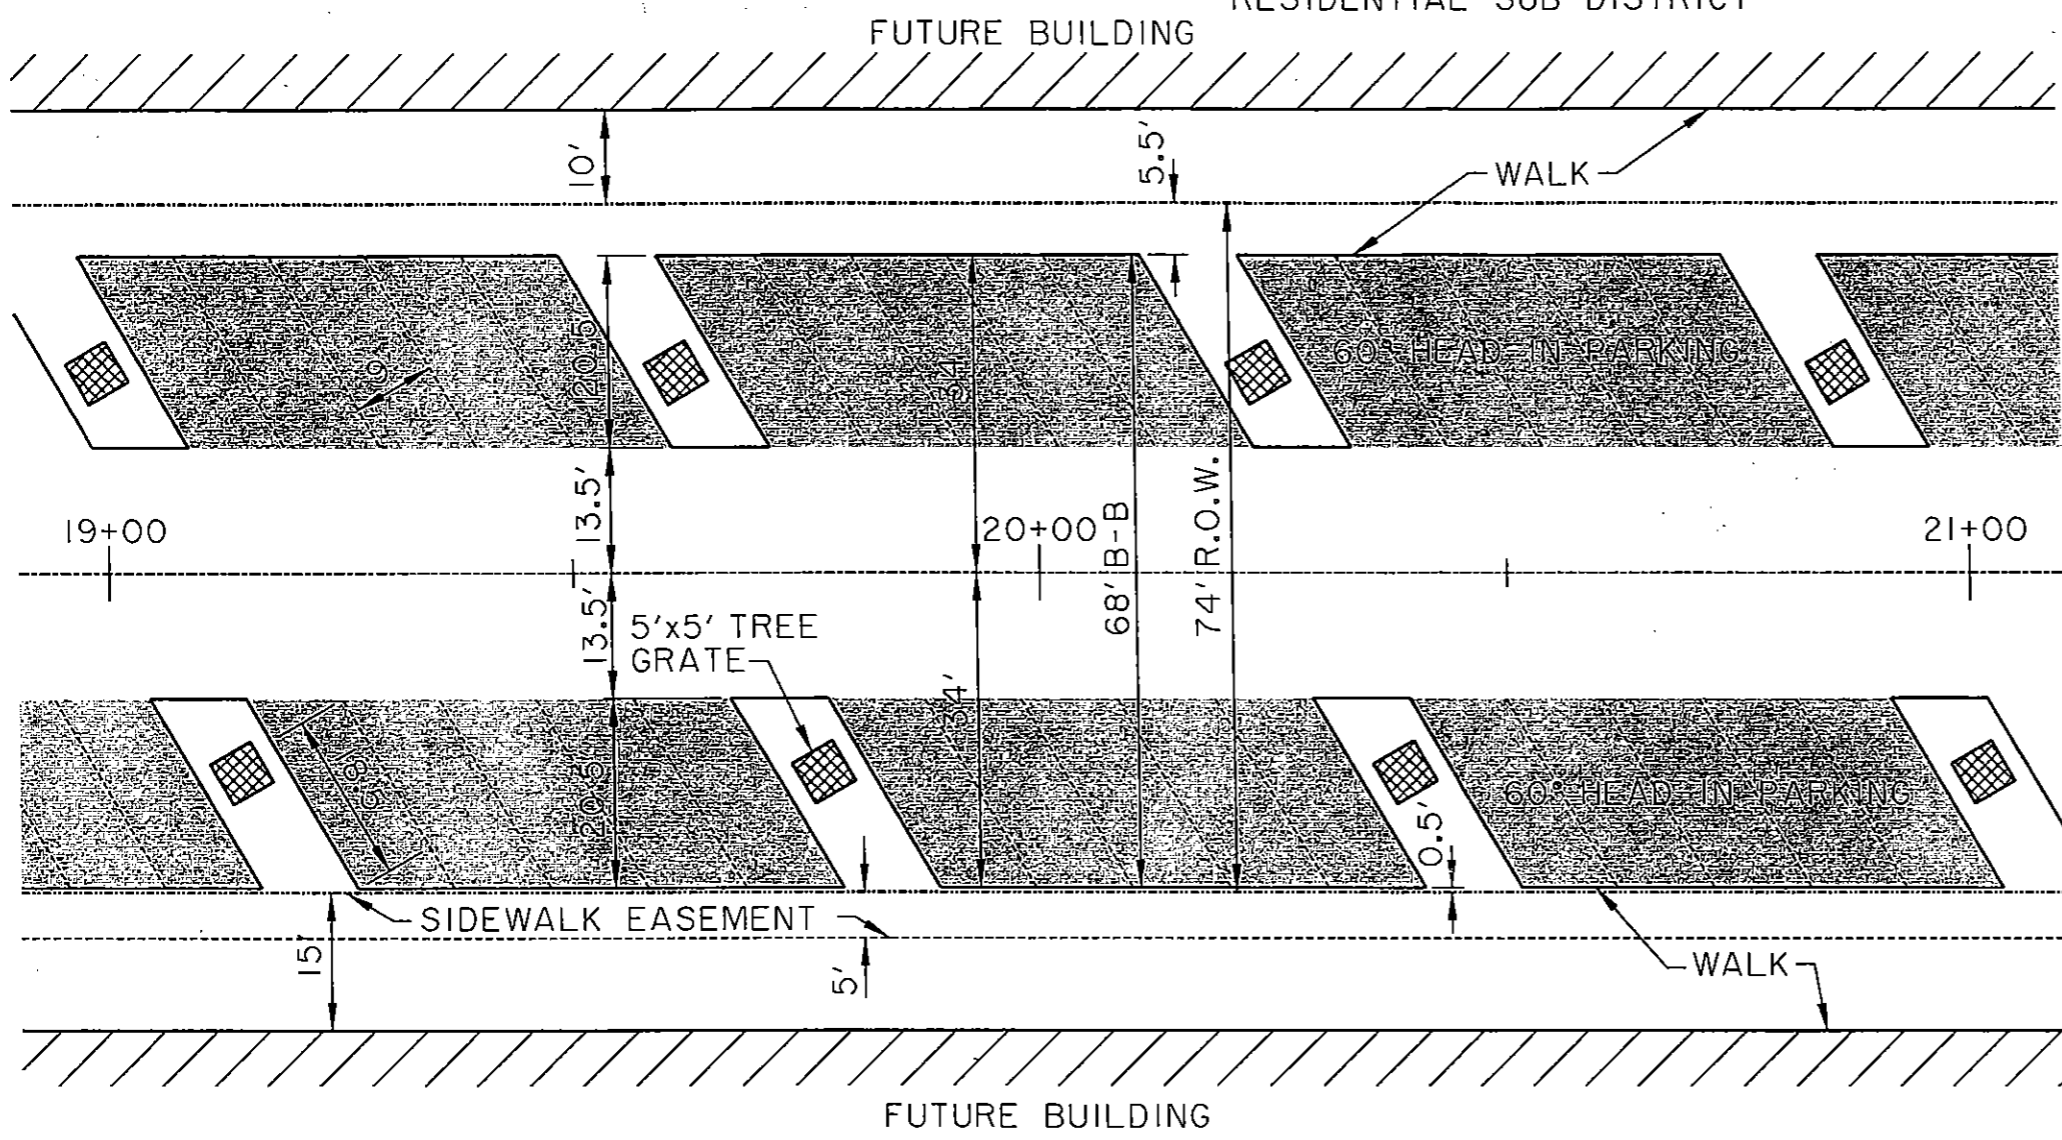 RESIDENTIAL SUB DISTRICT
FUTURE BUILDING
10'
5.5'
WALK
60° HEAD IN PARKING
9'
20.5
34'
13.5'
68' B-B
74' R.O.W.
19+00
20+00
21+00
13.5'
5'x5' TREE
GRATE
34'
20.5
60° HEAD IN PARKING
0.5'
SIDEWALK EASEMENT
15'
5'
WALK
FUTURE BUILDING